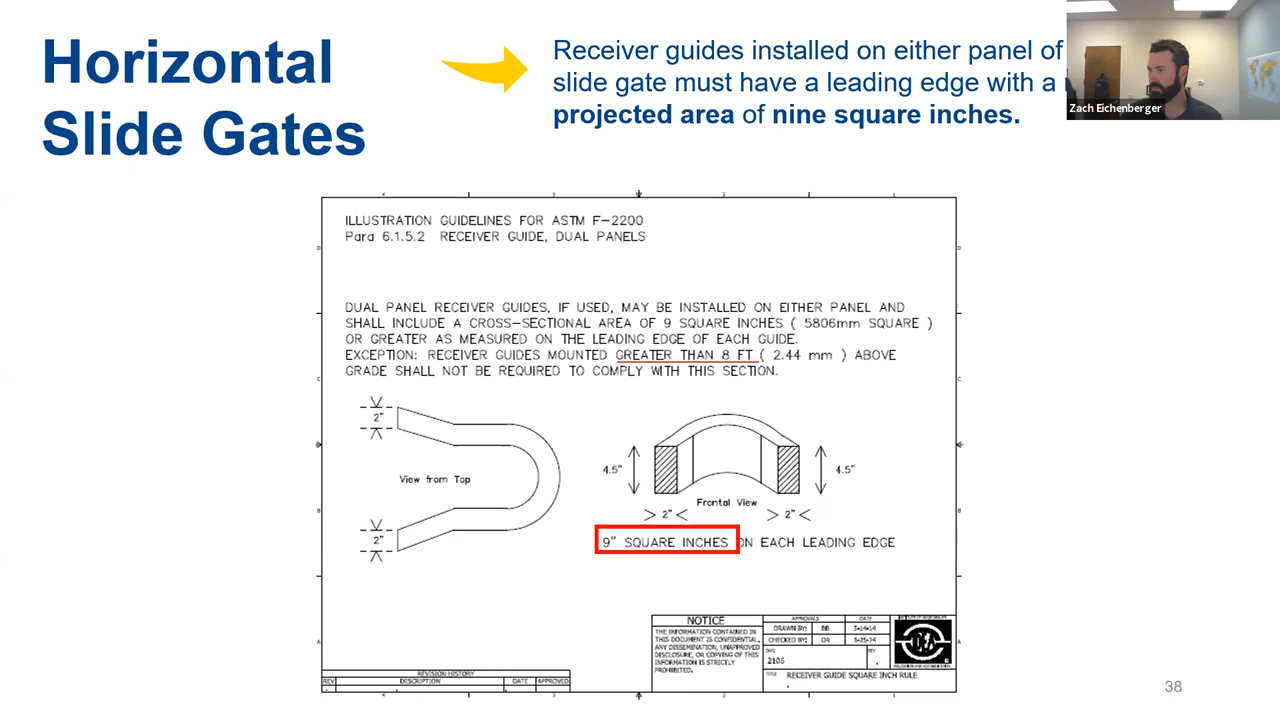 Horizontal
Slide Gates
Receiver guides installed on either panel of
slide gate must have a leading edge with a
projected area of nine square inches.
Zach Eichenberger
ILLUSTRATION GUIDELINES FOR ASTM F-2200
Para 6.1.5.2 RECEIVER GUIDE, DUAL PANELS
DUAL PANEL RECEIVER GUIDES, IF USED, MAY BE INSTALLED ON EITHER PANEL AND
SHALL INCLUDE A CROSS-SECTIONAL AREA OF 9 SQUARE INCHES ( 5806mm SQUARE )
OR GREATER AS MEASURED ON THE LEADING EDGE OF EACH GUIDE.
EXCEPTION: RECEIVER GUIDES MOUNTED GREATER THAN 8 FT ( 2.44 mm ) ABOVE
GRADE SHALL NOT BE REQUIRED TO COMPLY WITH THIS SECTION.
2"
View from Top
2"
4.5"
4.5"
Frontal View
2"
2"
9" SQUARE INCHES ON EACH LEADING EDGE
NOTICE
THE INFORMATION CONTAINED IN
THIS DOCUMENT IS CONFIDENTIAL,
ANY DISSEMINATION, UNAPPROVED
DISCLOSURE, OR COPYING OF THIS
INFORMATION IS STRICTLY
PROHIBITED.
APPROVALS
DATE
DRAWN BY: BB 5-14-14
CHECKED BY: DR 5-25-14
DWG
REV
2105
TITLE RECEIVER GUIDE SQUARE INCH RULE
IDEA
REVISION HISTORY
REV DESCRIPTION DATE APPROVED
38